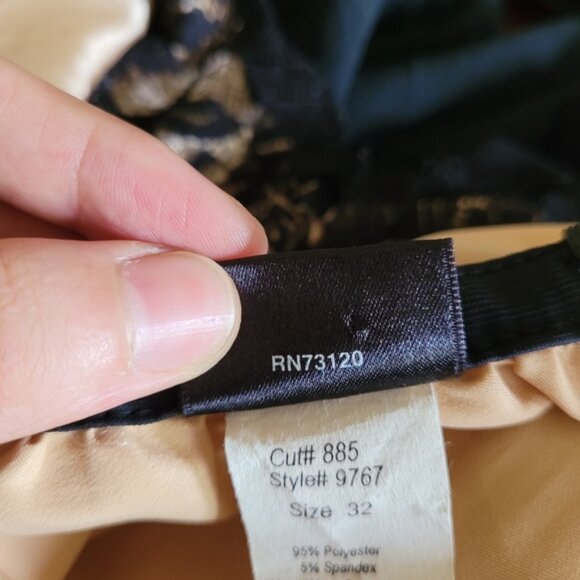 RN73120
Cut# 885
Style# 9767
Size 32
95% Polyester
5% Spandex